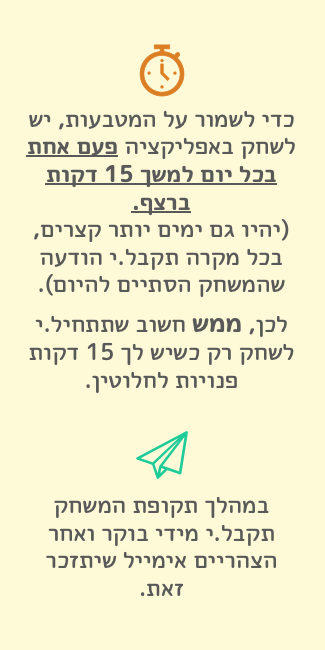 כדי לשמור על המטבעות, יש
לשחק באפליקציה פעם אחת
בכל יום למשך 15 דקות
ברצף.
(יהיו גם ימים יותר קצרים,
בכל מקרה תקבל.י הודעה
שהמשחק הסתיים להיום).
לכן, ממש חשוב שתתחיל.י
לשחק רק כשיש לך 15 דקות
פנויות לחלוטין.
במהלך תקופת המשחק
תקבל.י מידי בוקר ואחר
הצהריים אימייל שיתזכר
זאת.